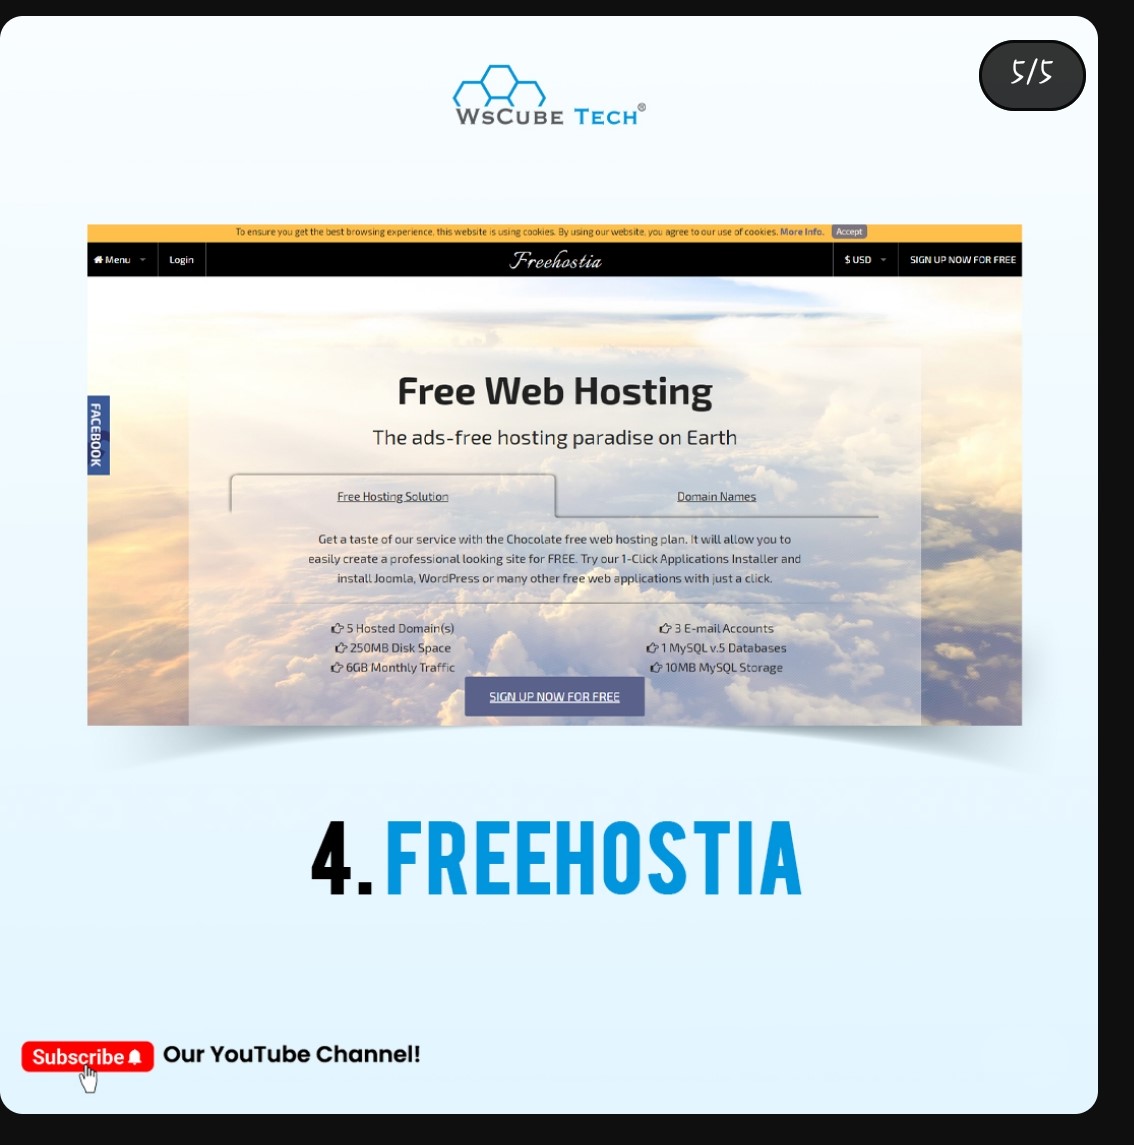 5/5
WsCube Tech®
To ensure you get the best browsing experience, this website is using cookies. By using our website, you agree to our use of cookies. More Info. Accept
Menu Login Freehostia $ USD SIGN UP NOW FOR FREE
FACEBOOK
Free Web Hosting
The ads-free hosting paradise on Earth
Free Hosting Solution Domain Names
Get a taste of our service with the Chocolate free web hosting plan. It will allow you to
easily create a professional looking site for FREE. Try our 1-Click Applications Installer and
install Joomla, WordPress or many other free web applications with just a click.
5 Hosted Domain(s) 3 E-mail Accounts
250MB Disk Space 1 MySQL v.5 Databases
6GB Monthly Traffic 10MB MySQL Storage
SIGN UP NOW FOR FREE
4. FREEHOSTIA
Subscribe Our YouTube Channel!